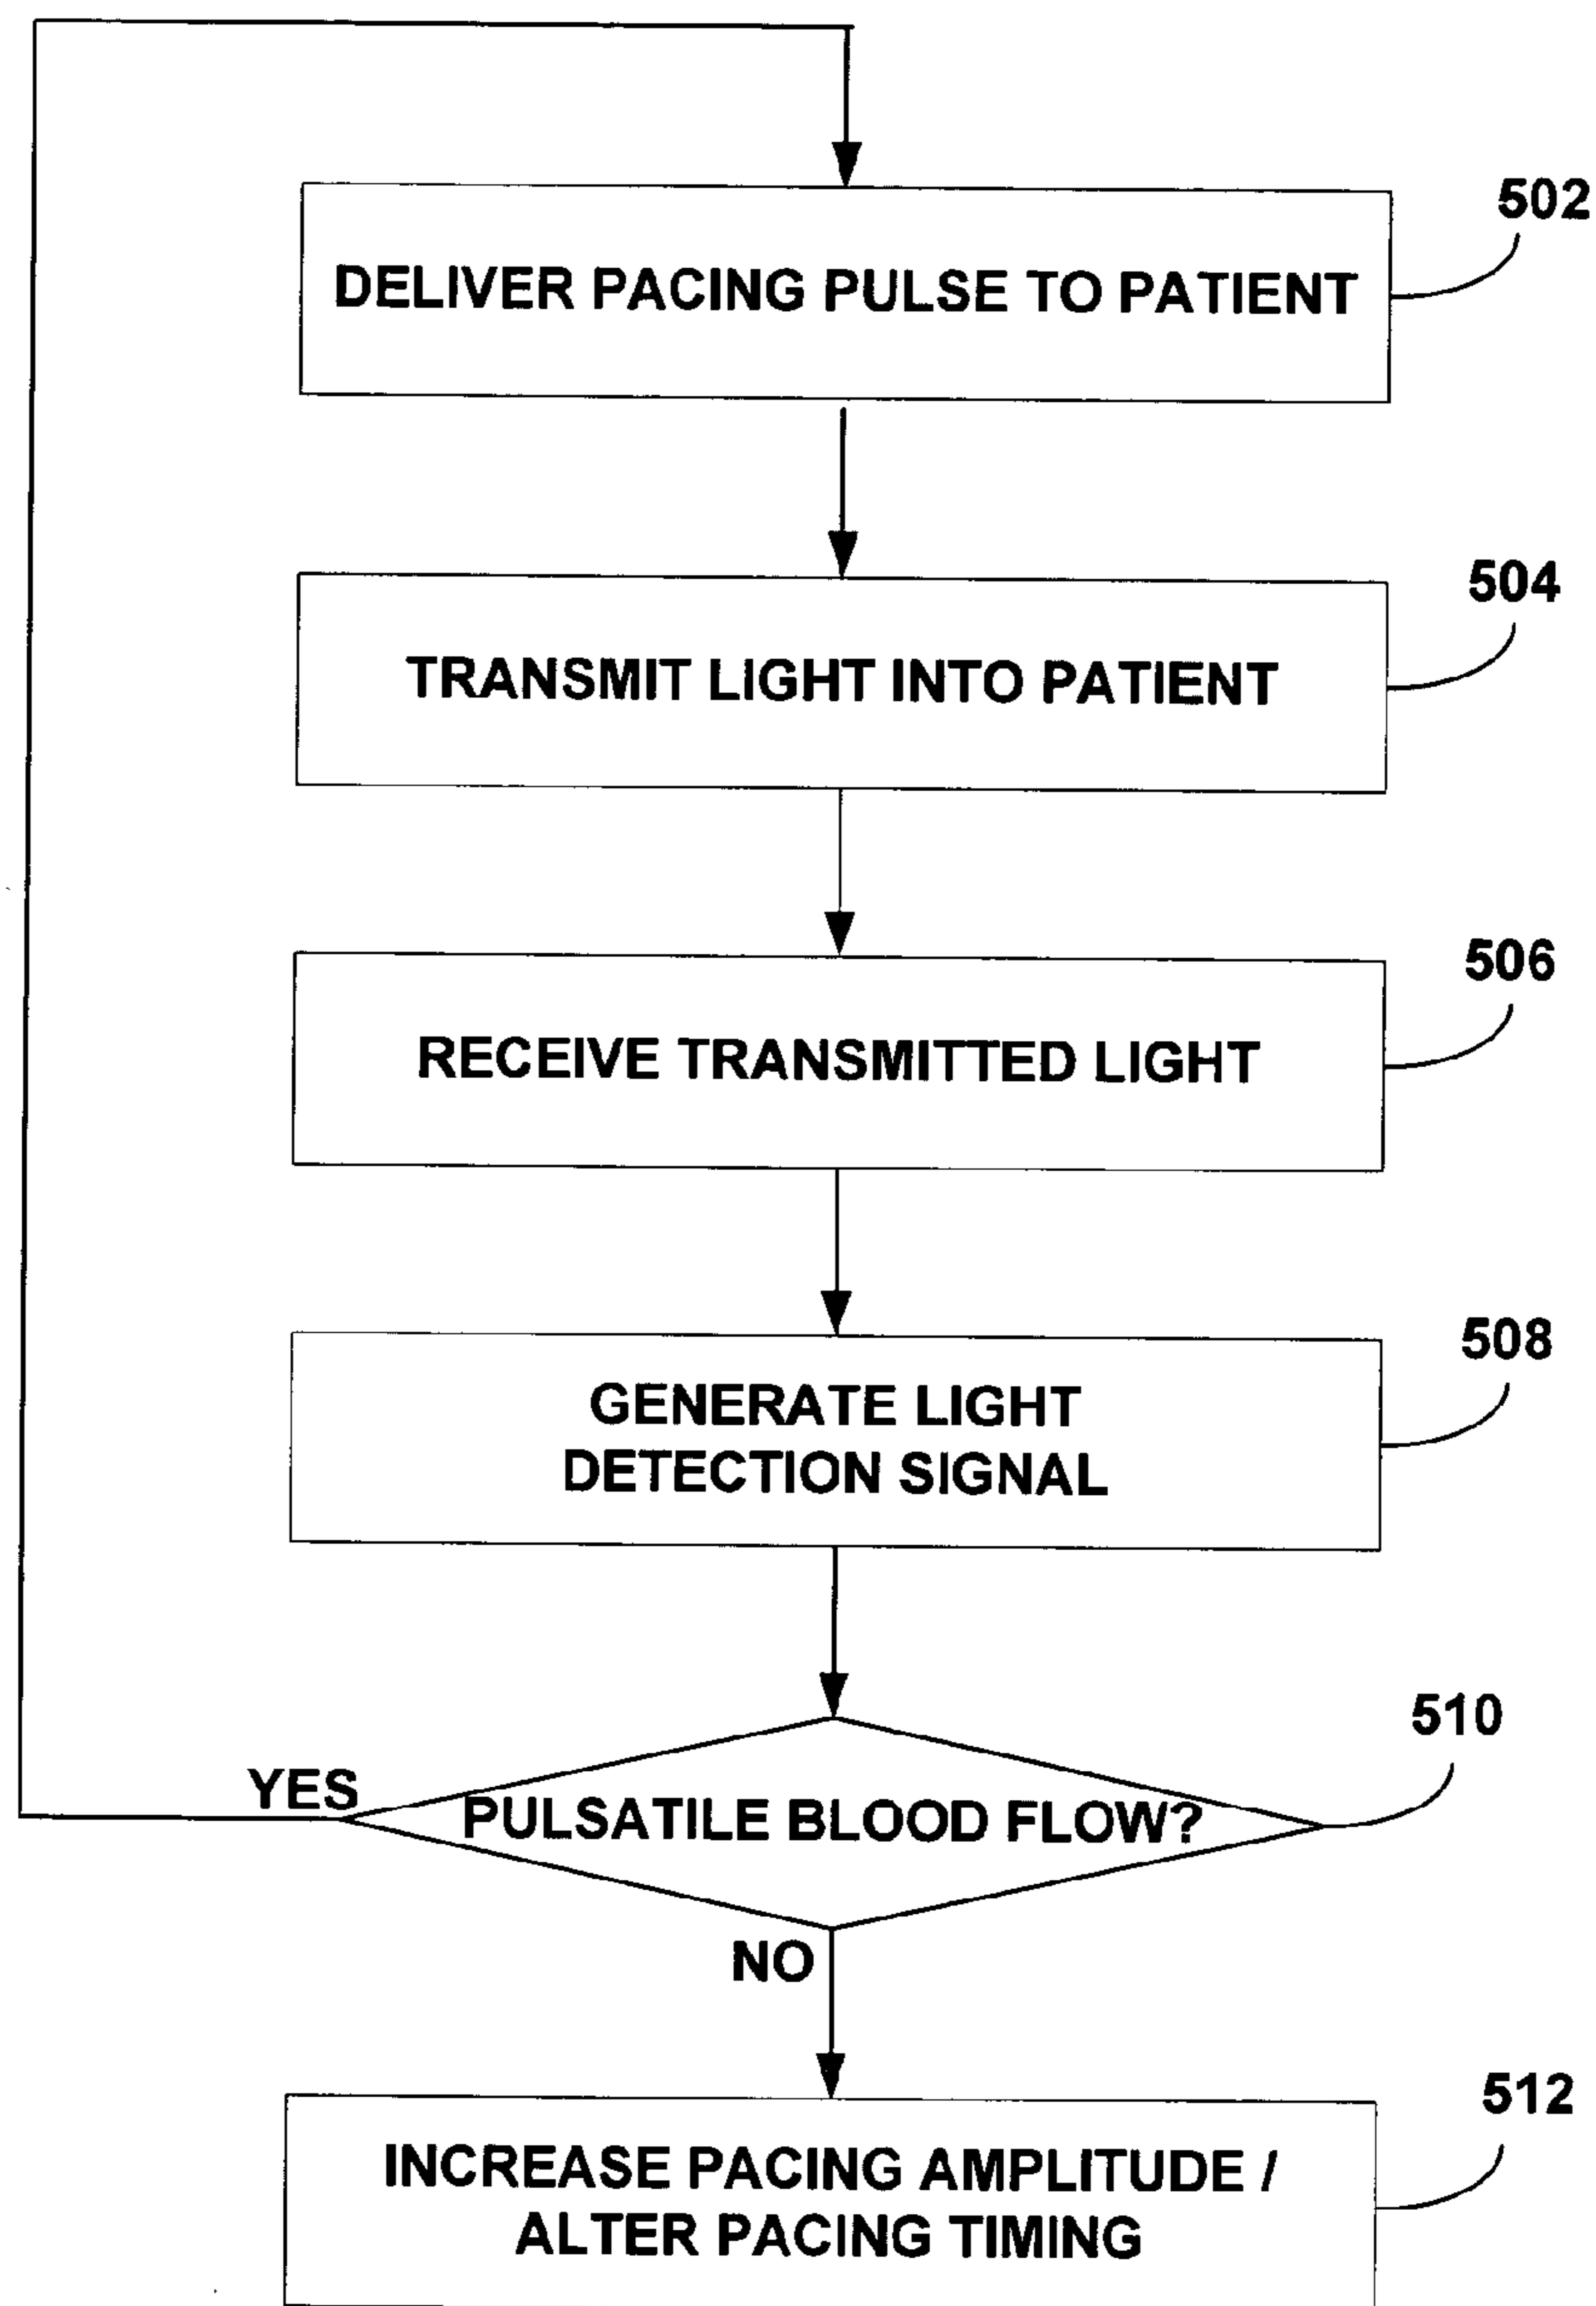 502
DELIVER PACING PULSE TO PATIENT
504
TRANSMIT LIGHT INTO PATIENT
506
RECEIVE TRANSMITTED LIGHT
508
GENERATE LIGHT
DETECTION SIGNAL
510
YES
PULSATILE BLOOD FLOW?
NO
512
INCREASE PACING AMPLITUDE /
ALTER PACING TIMING